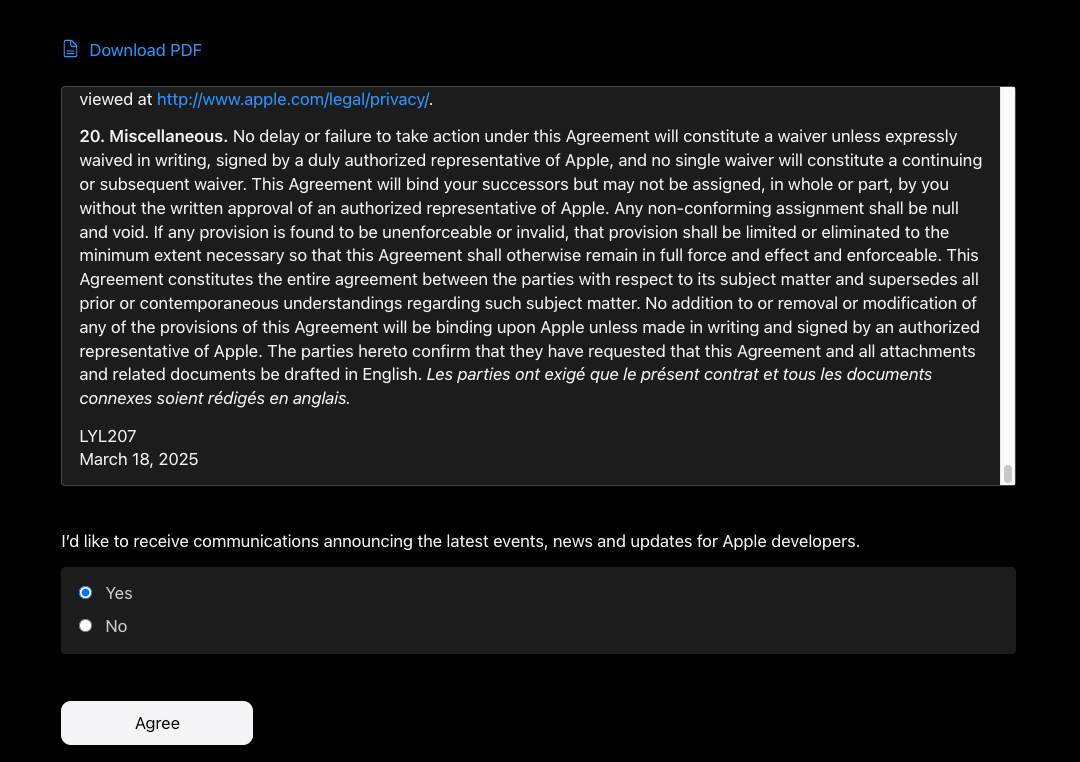 Download PDF
viewed at http://www.apple.com/legal/privacy/.
20. Miscellaneous. No delay or failure to take action under this Agreement will constitute a waiver unless expressly
waived in writing, signed by a duly authorized representative of Apple, and no single waiver will constitute a continuing
or subsequent waiver. This Agreement will bind your successors but may not be assigned, in whole or part, by you
without the written approval of an authorized representative of Apple. Any non-conforming assignment shall be null
and void. If any provision is found to be unenforceable or invalid, that provision shall be limited or eliminated to the
minimum extent necessary so that this Agreement shall otherwise remain in full force and effect and enforceable. This
Agreement constitutes the entire agreement between the parties with respect to its subject matter and supersedes all
prior or contemporaneous understandings regarding such subject matter. No addition to or removal or modification of
any of the provisions of this Agreement will be binding upon Apple unless made in writing and signed by an authorized
representative of Apple. The parties hereto confirm that they have requested that this Agreement and all attachments
and related documents be drafted in English. Les parties ont exigé que le présent contrat et tous les documents
connexes soient rédigés en anglais.
LYL207
March 18, 2025
I’d like to receive communications announcing the latest events, news and updates for Apple developers.
Yes
No
Agree